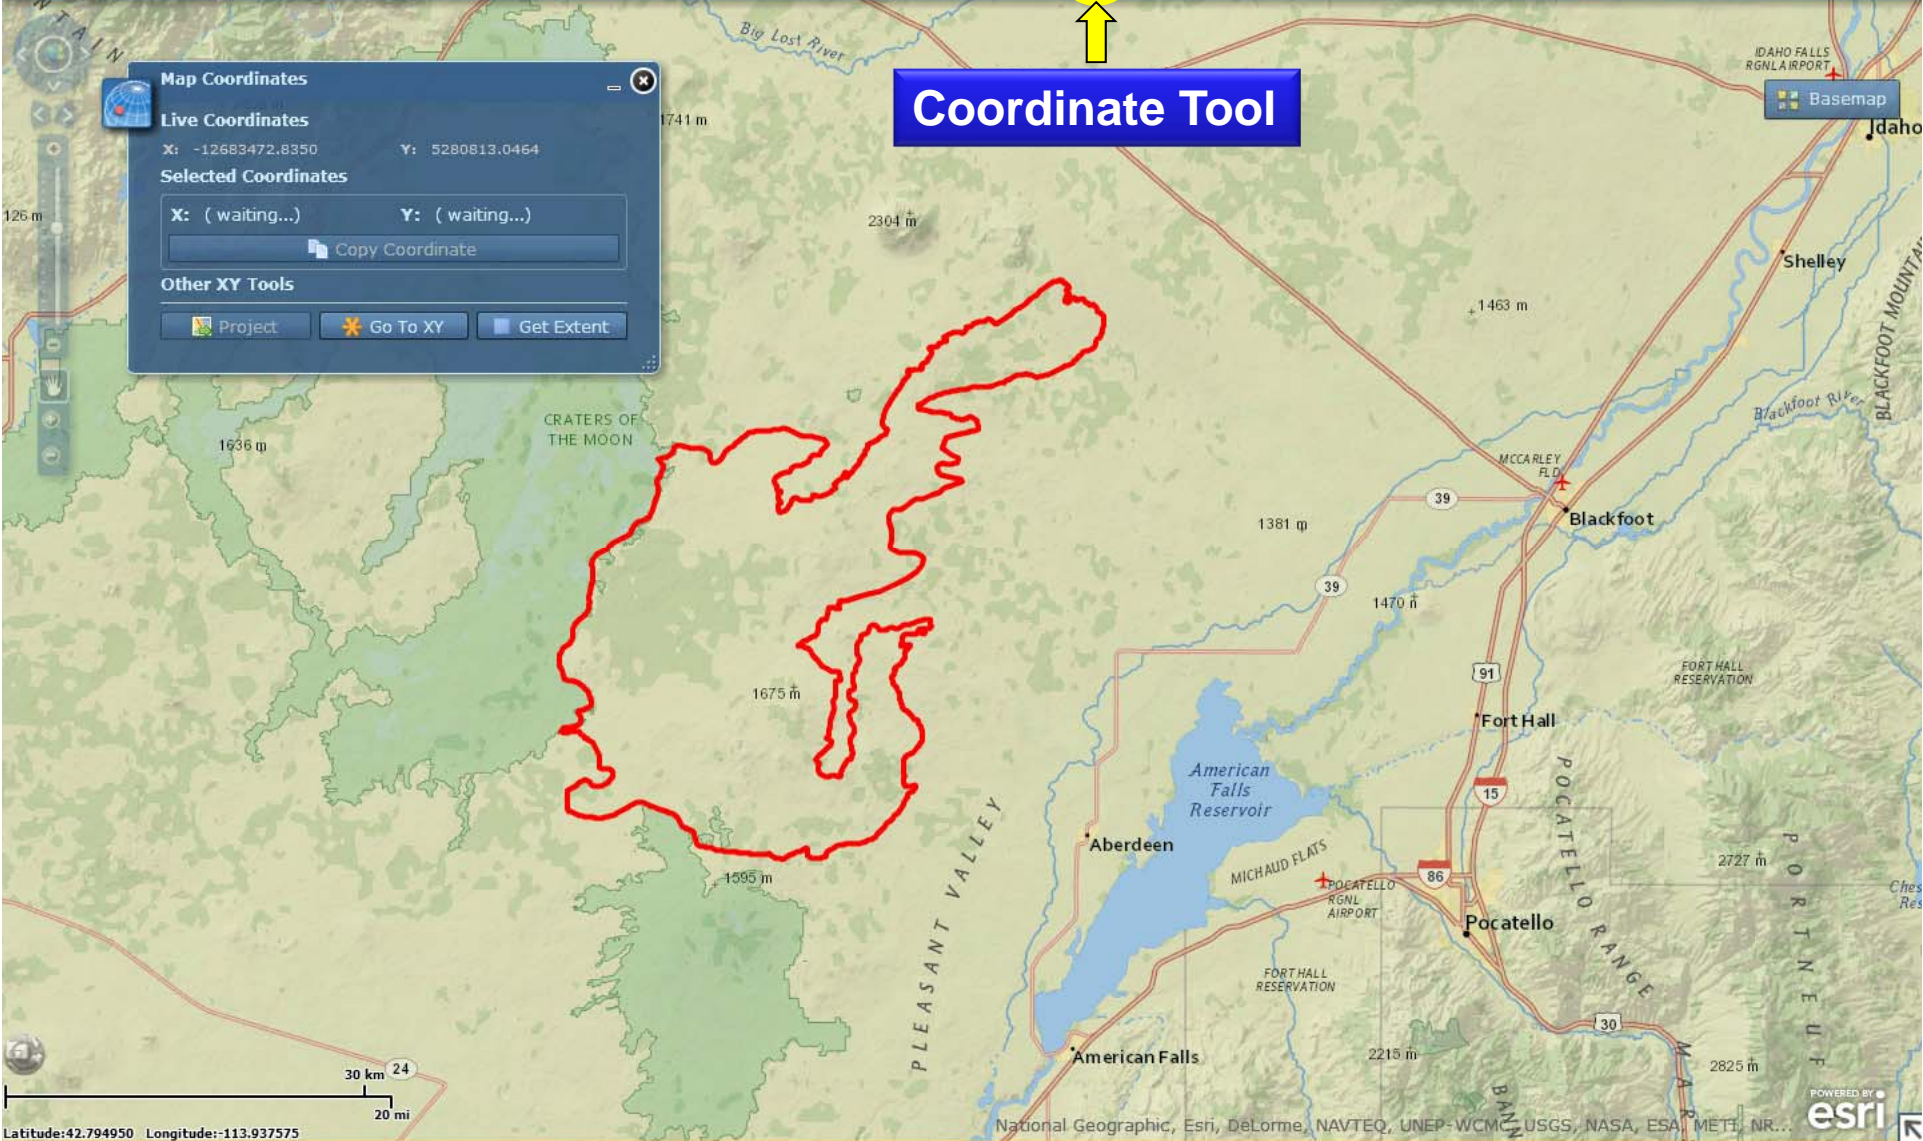 N T A I N
Big Lost River
Coordinate Tool
IDAHO FALLS
RGNL AIRPORT
Basemap
Idaho
Map Coordinates
Live Coordinates
X: -12683472.8350 Y: 5280813.0464
Selected Coordinates
X: ( waiting...) Y: ( waiting...)
Copy Coordinate
Other XY Tools
Project Go To XY Get Extent
1741 m
126 m
2304 m
Shelley
1463 m
BLACKFOOT MOUNTA
Blackfoot River
CRATERS OF
THE MOON
1636 m
MCCARLEY
FLD
39
Blackfoot
1381 m
39
1470 n
91
FORT HALL
RESERVATION
1675 m
Fort Hall
American
Falls
Reservoir
15
POCATELLO RANGE
PORTNEUF
Aberdeen
MICHAUD FLATS
2727 m
86
POCATELLO
RGNL
AIRPORT
Ches
Res
1595 m
PLEASANT VALLEY
Pocatello
FORT HALL
RESERVATION
30
American Falls
2215 m
M A R
2825 m
BANN
30 km
24
20 mi
POWERED BY
esri
National Geographic, Esri, DeLorme, NAVTEQ, UNEP-WCMC, USGS, NASA, ESA, METI, NR...
Latitude:42.794950 Longitude:-113.937575